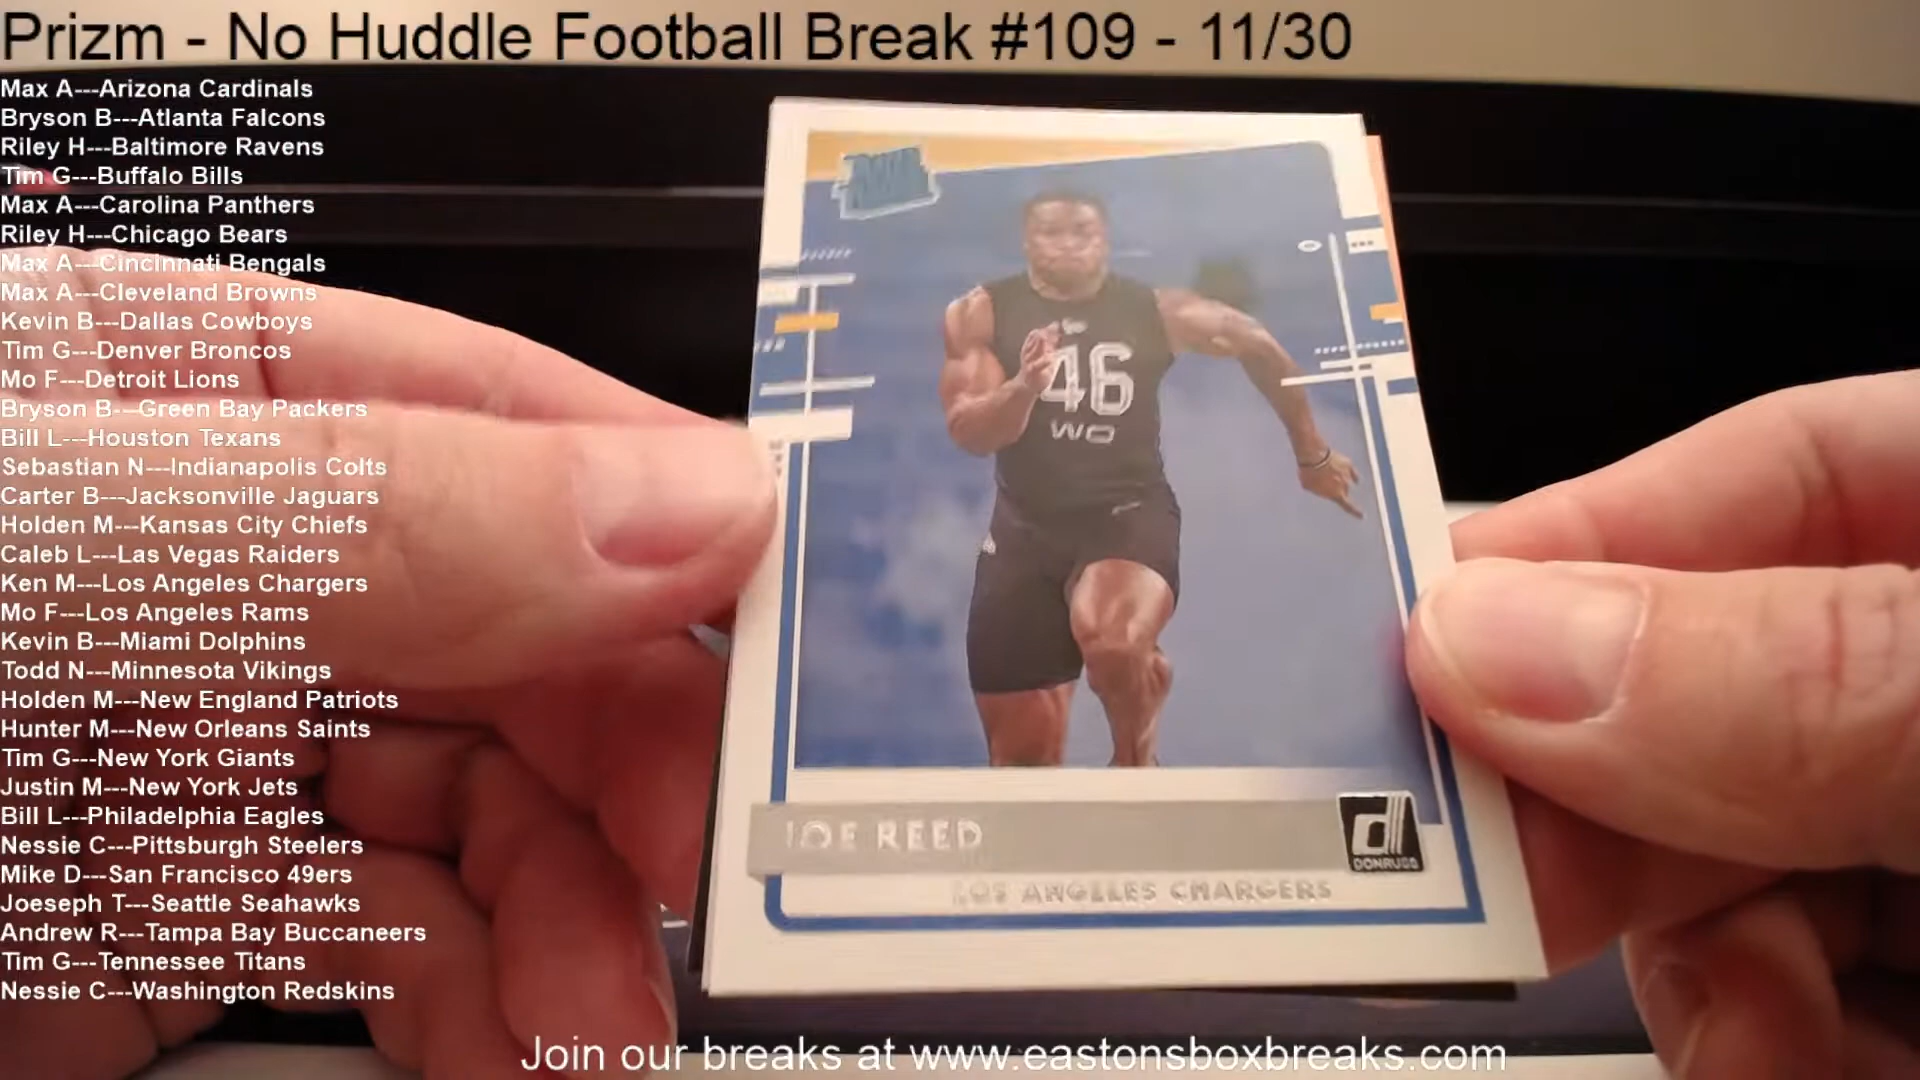 Prizm - No Huddle Football Break #109 - 11/30
Max A---Arizona Cardinals
Bryson B---Atlanta Falcons
Riley H---Baltimore Ravens
Tim G---Buffalo Bills
Max A---Carolina Panthers
Riley H---Chicago Bears
Max A---Cincinnati Bengals
Max A---Cleveland Browns
Kevin B---Dallas Cowboys
Tim G---Denver Broncos
Mo F---Detroit Lions
Bryson B---Green Bay Packers
Bill L---Houston Texans
Sebastian N---Indianapolis Colts
Carter B---Jacksonville Jaguars
Holden M---Kansas City Chiefs
Caleb L---Las Vegas Raiders
Ken M---Los Angeles Chargers
Mo F---Los Angeles Rams
Kevin B---Miami Dolphins
Todd N---Minnesota Vikings
Holden M---New England Patriots
Hunter M---New Orleans Saints
Tim G---New York Giants
Justin M---New York Jets
Bill L---Philadelphia Eagles
Nessie C---Pittsburgh Steelers
Mike D---San Francisco 49ers
Joeseph T---Seattle Seahawks
Andrew R---Tampa Bay Buccaneers
Tim G---Tennessee Titans
Nessie C---Washington Redskins
46
WO
JOE REED
DONRUSS
LOS ANGELES CHARGERS
Join our breaks at www.eastonsboxbreaks.com